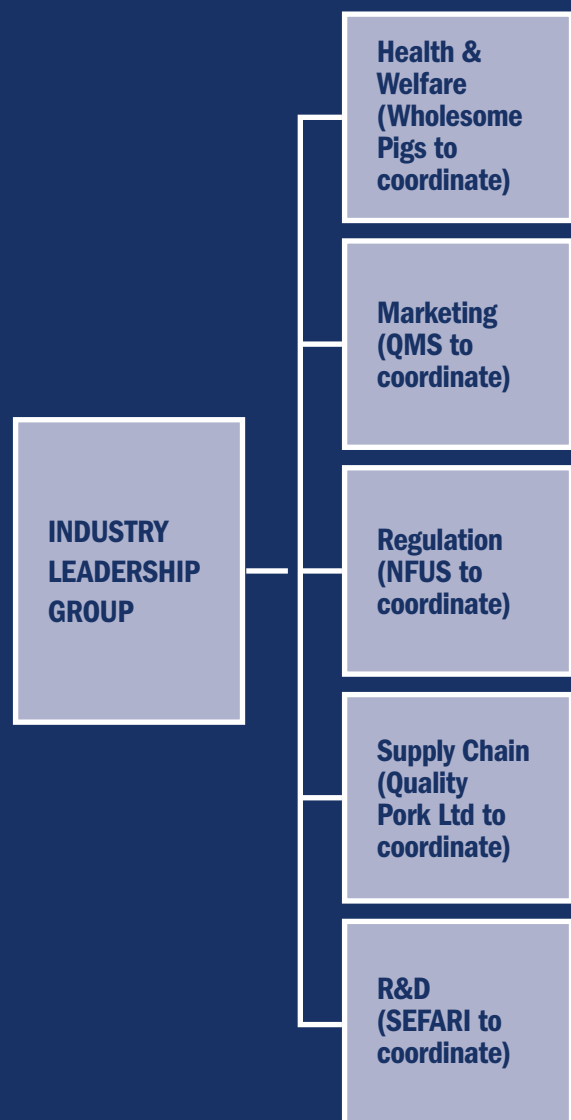 Health &
Welfare
(Wholesome
Pigs to
coordinate)
Marketing
(QMS to
coordinate)
INDUSTRY
LEADERSHIP
GROUP
Regulation
(NFUS to
coordinate)
Supply Chain
(Quality
Pork Ltd to
coordinate)
R&D
(SEFARI to
coordinate)